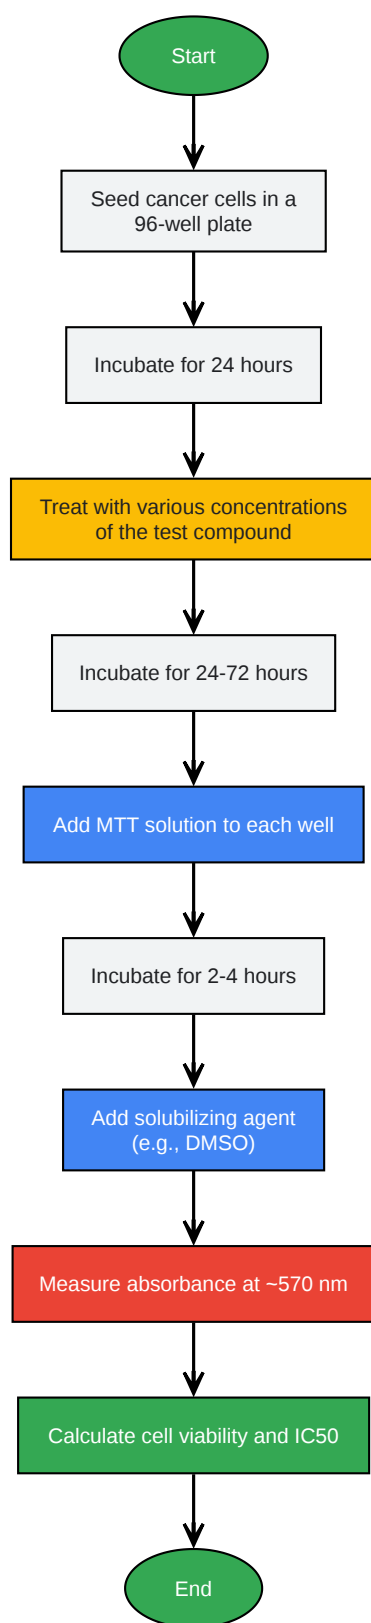 Start
Seed cancer cells in a
96-well plate
Incubate for 24 hours
Treat with various concentrations
of the test compound
Incubate for 24-72 hours
Add MTT solution to each well
Incubate for 2-4 hours
Add solubilizing agent
(e.g., DMSO)
Measure absorbance at ~570 nm
Calculate cell viability and IC50
End